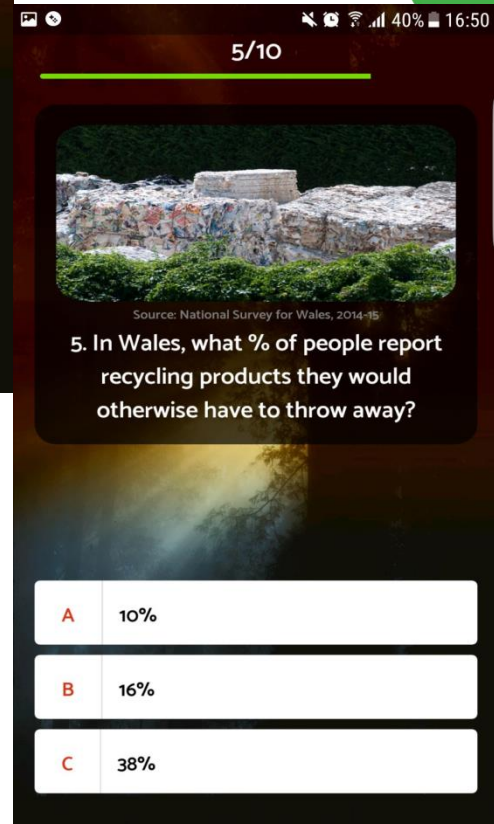 40% 16:50
5/10
Source: National Survey for Wales, 2014-15
5. In Wales, what % of people report
recycling products they would
otherwise have to throw away?
A 10%
B 16%
C 38%